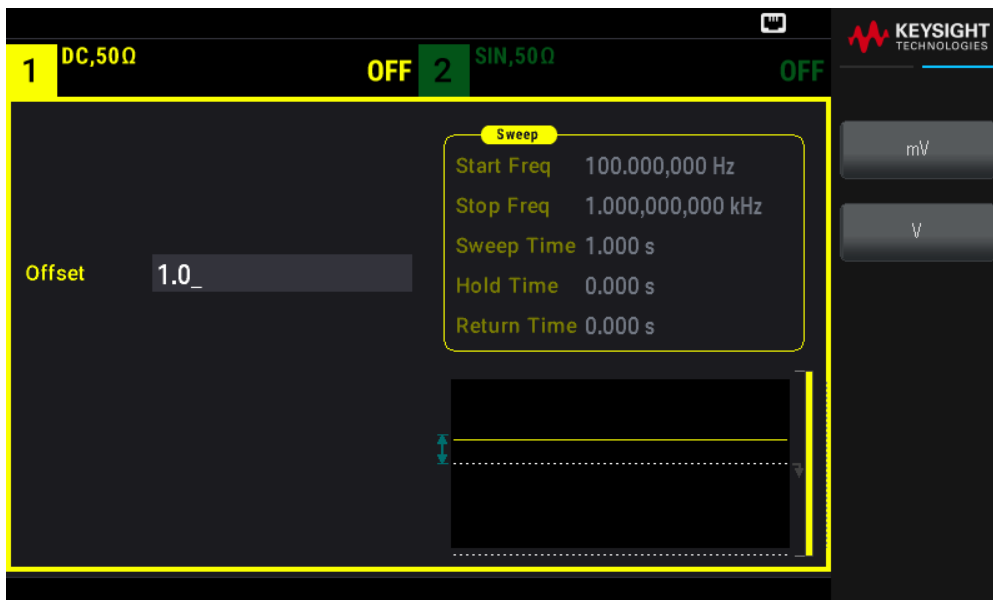 KEYSIGHT
TECHNOLOGIES
1 DC,50Ω OFF 2 SIN,50Ω OFF
Sweep
Start Freq 100.000,000 Hz
Stop Freq 1.000,000,000 kHz
Sweep Time 1.000 s
Hold Time 0.000 s
Return Time 0.000 s
Offset 1.0_
mV
V